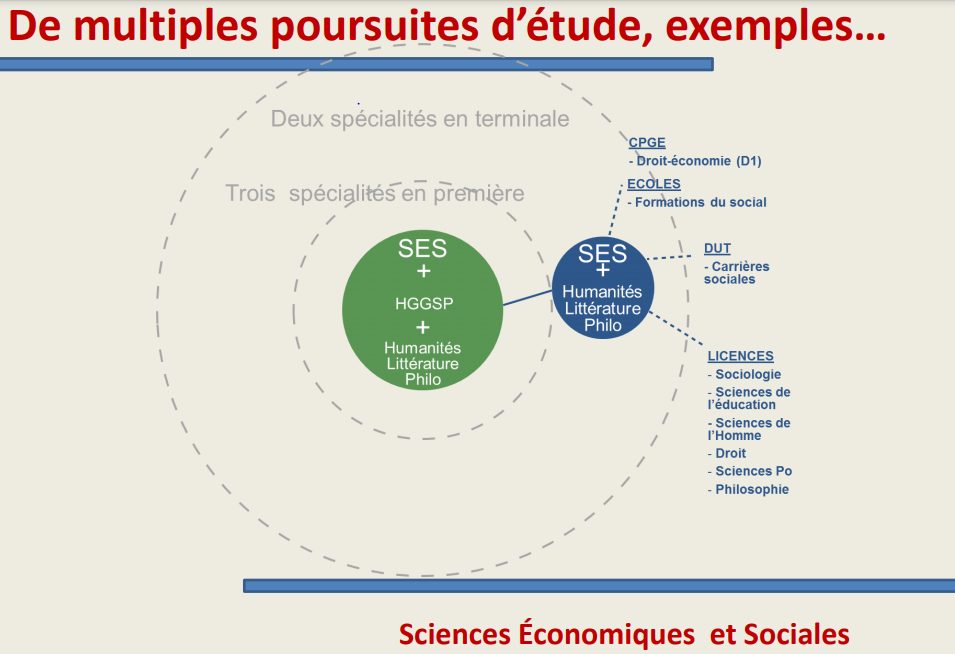 De multiples poursuites d’étude, exemples…
Deux spécialités en terminale
Trois spécialités en première
SES
+
HGGSP
+
Humanités
Littérature
Philo
SES
+
Humanités
Littérature
Philo
CPGE
- Droit-économie (D1)
ECOLES
- Formations du social
DUT
- Carrières
sociales
LICENCES
- Sociologie
- Sciences de
l’éducation
- Sciences de
l’Homme
- Droit
- Sciences Po
- Philosophie
Sciences Économiques et Sociales